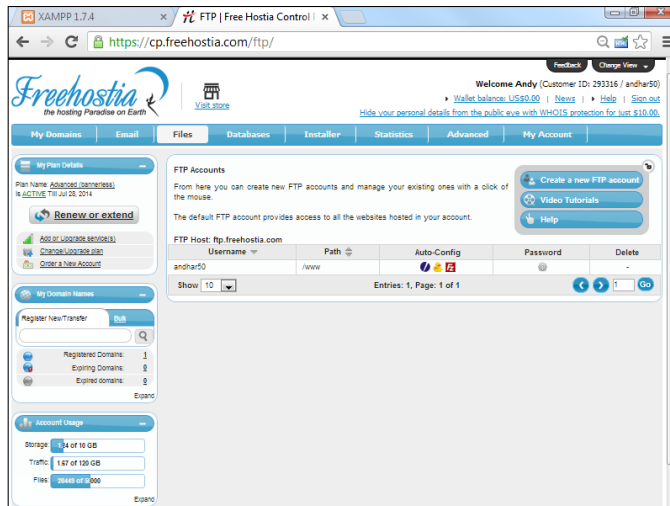 XAMPP 1.7.4
FTP | Free Hostia Control
https://cp.freehostia.com/ftp/
Feedback
Change View
Freehostia
the hosting Paradise on Earth
Visit store
Welcome Andy (Customer ID: 293316 / andhar50)
Wallet balance: US$0.00 | News | Help | Sign out
Hide your personal details from the public eye with WHOIS protection for just $10.00.
My Domains
Email
Files
Databases
Installer
Statistics
Advanced
My Account
My Plan Details
Plan Name: Advanced (bannerless)
Is ACTIVE Till Jul 28, 2014
Renew or extend
Add or Upgrade service(s)
Change/Upgrade plan
Order a New Account
My Domain Names
Register New/Transfer
Bulk
Registered Domains: 1
Expiring Domains: 0
Expired domains: 0
Expand
Account Usage
Storage: 1.24 of 10 GB
Traffic: 1.67 of 120 GB
Files:
Expand
FTP Accounts
From here you can create new FTP accounts and manage your existing ones with a click of
the mouse.
The default FTP account provides access to all the websites hosted in your account.
Create a new FTP account
Video Tutorials
Help
FTP Host: ftp.freehostia.com
Username
Path
Auto-Config
Password
Delete
andhar50
/www
-
Show 10
Entries: 1, Page: 1 of 1
1
Go